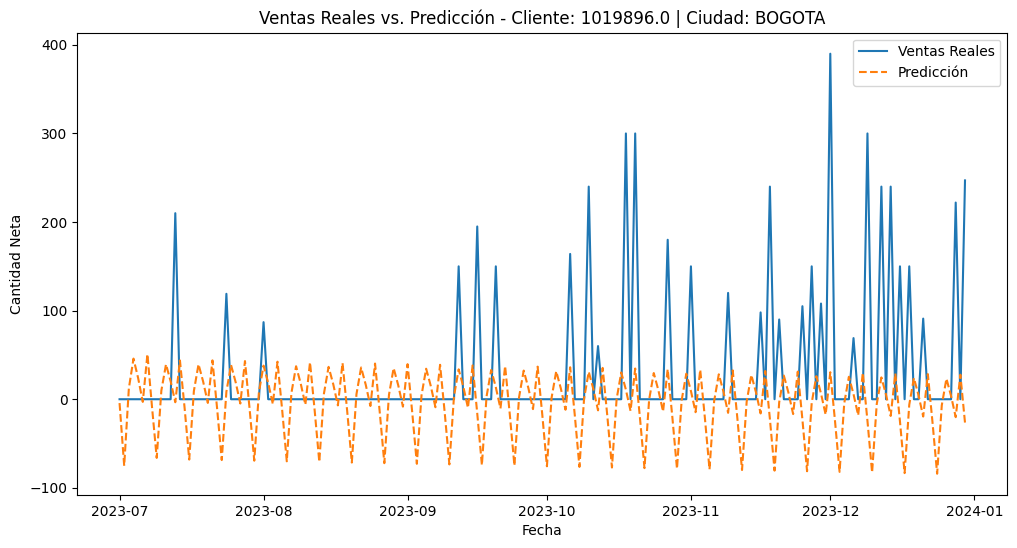 Ventas Reales vs. Predicción - Cliente: 1019896.0 | Ciudad: BOGOTA
Ventas Reales
Predicción
Cantidad Neta
400
300
200
100
0
−100
2023-07
2023-08
2023-09
2023-10
2023-11
2023-12
2024-01
Fecha